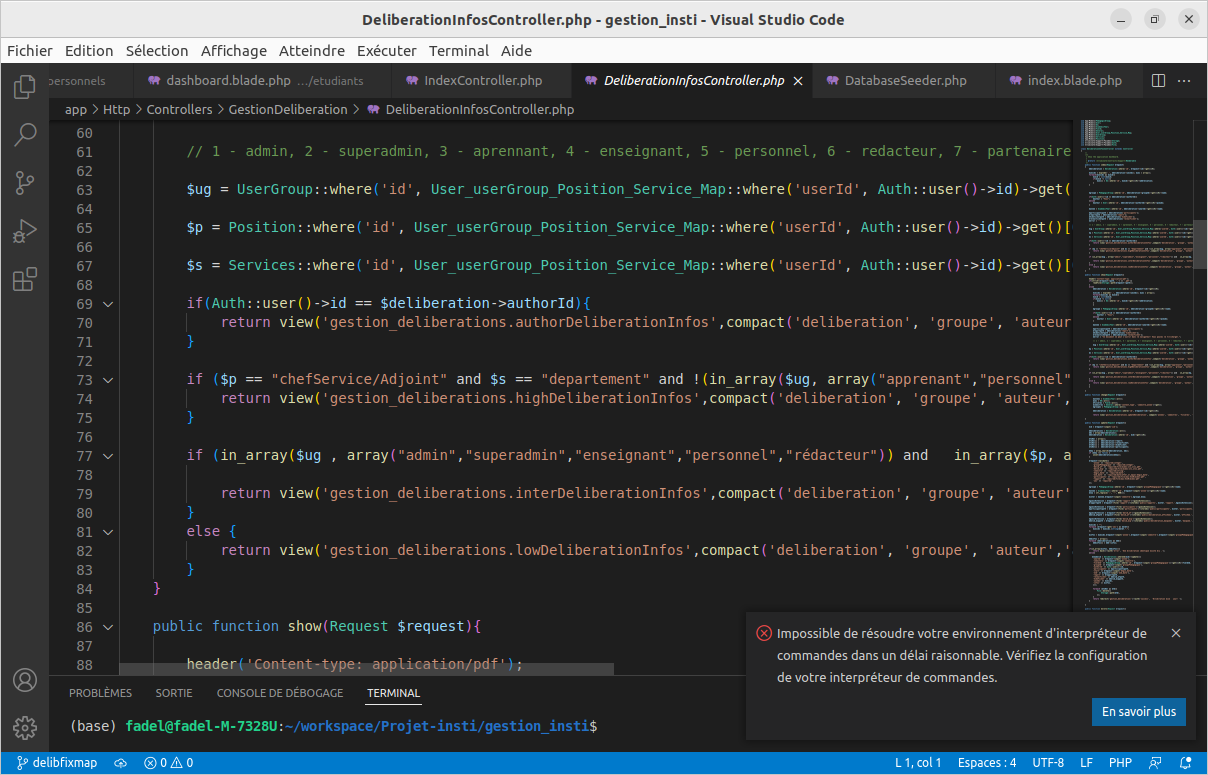 DeliberationInfosController.php - gestion_insti - Visual Studio Code
Fichier Edition Sélection Affichage Atteindre Exécuter Terminal Aide
personnels dashboard.blade.php .../etudiants IndexController.php DeliberationInfosController.php DatabaseSeeder.php index.blade.php
app > Http > Controllers > GestionDeliberation > DeliberationInfosController.php
60
61 // 1 - admin, 2 - superadmin, 3 - aprennant, 4 - enseignant, 5 - personnel, 6 - redacteur, 7 - partenaire
62
63 $ug = UserGroup::where('id', User_userGroup_Position_Service_Map::where('userId', Auth::user()->id)->get(
64
65 $p = Position::where('id', User_userGroup_Position_Service_Map::where('userId', Auth::user()->id)->get()[
66
67 $s = Services::where('id', User_userGroup_Position_Service_Map::where('userId', Auth::user()->id)->get()[
68
69 if(Auth::user()->id == $deliberation->authorId){
70 return view('gestion_deliberations.authorDeliberationInfos',compact('deliberation', 'groupe', 'auteur
71 }
72
73 if ($p == "chefService/Adjoint" and $s == "departement" and !(in_array($ug, array("apprenant","personnel"
74 return view('gestion_deliberations.highDeliberationInfos',compact('deliberation', 'groupe', 'auteur',
75 }
76
77 if (in_array($ug , array("admin","superadmin","enseignant","personnel","rédacteur")) and in_array($p, a
78
79 return view('gestion_deliberations.interDeliberationInfos',compact('deliberation', 'groupe', 'auteur'
80 }
81 else {
82 return view('gestion_deliberations.lowDeliberationInfos',compact('deliberation', 'groupe', 'auteur','
83 }
84 }
85
86 public function show(Request $request){
87
88 header('Content-type: application/pdf');
Impossible de résoudre votre environnement d'interpréteur de
commandes dans un délai raisonnable. Vérifiez la configuration
de votre interpréteur de commandes.
En savoir plus
PROBLÈMES SORTIE CONSOLE DE DÉBOGAGE TERMINAL
(base) fadel@fadel-M-7328U:~/workspace/Projet-insti/gestion_insti$
delibfixmap 0 0 L 1, col 1 Espaces : 4 UTF-8 LF PHP